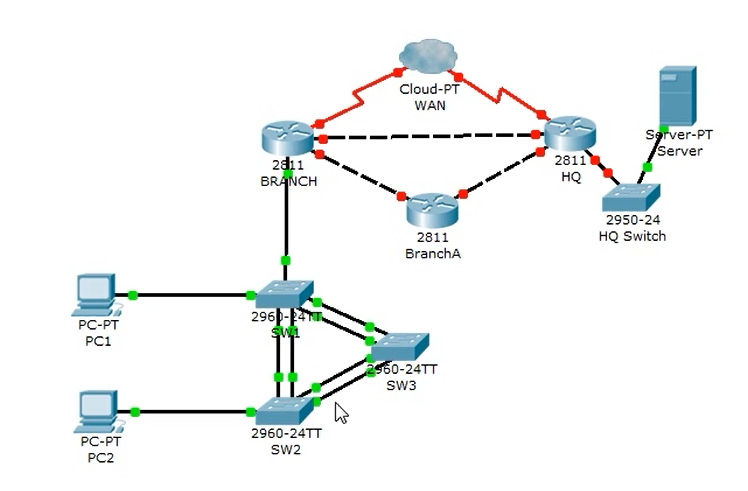 Cloud-PT
WAN
2811
BRANCH
2811
HQ
Server-PT
Server
2950-24
HQ Switch
2811
BranchA
PC-PT
PC1
2960-24TT
SW1
2960-24TT
SW3
PC-PT
PC2
2960-24TT
SW2